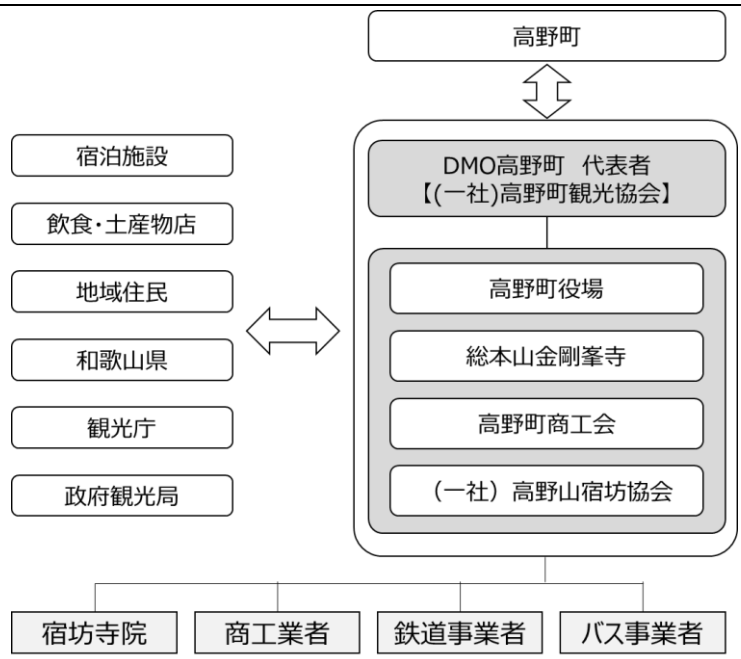 高野町
DMO高野町 代表者
【(一社)高野町観光協会】
高野町役場
総本山金剛峯寺
高野町商工会
(一社) 高野山宿坊協会
宿泊施設
飲食・土産物店
地域住民
和歌山県
観光庁
政府観光局
宿坊寺院
商工業者
鉄道事業者
バス事業者